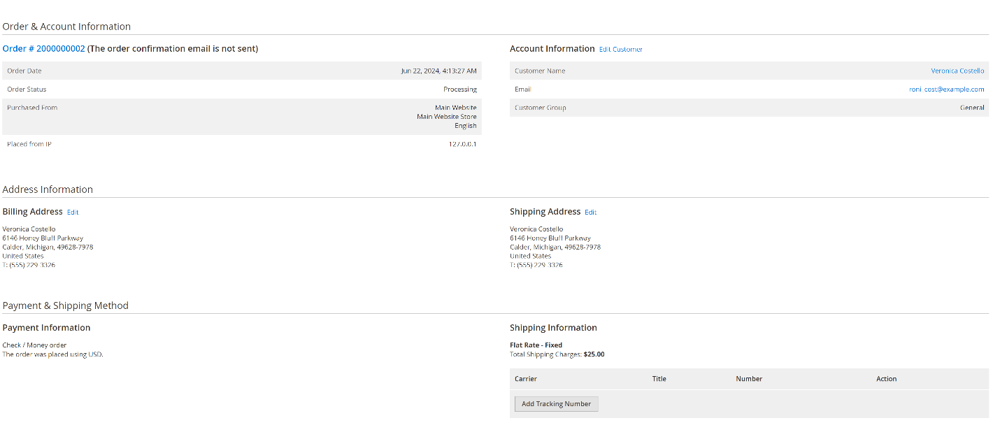 Order & Account Information
Order # 2000000002 (The order confirmation email is not sent)
Order Date Jun 22, 2024, 4:13:27 AM
Order Status Processing
Purchased From Main Website
Main Website Store
English
Placed from IP 127.0.0.1
Account Information Edit Customer
Customer Name Veronica Costello
Email roni_cost@example.com
Customer Group General
Address Information
Billing Address Edit
Veronica Costello
6146 Honey Bluff Parkway
Calder, Michigan, 49628-7978
United States
T: (555) 229-3326
Shipping Address Edit
Veronica Costello
6146 Honey Bluff Parkway
Calder, Michigan, 49628-7978
United States
T: (555) 229-3326
Payment & Shipping Method
Payment Information
Check / Money order
The order was placed using USD.
Shipping Information
Flat Rate - Fixed
Total Shipping Charges: $25.00
Carrier Title Number Action
Add Tracking Number